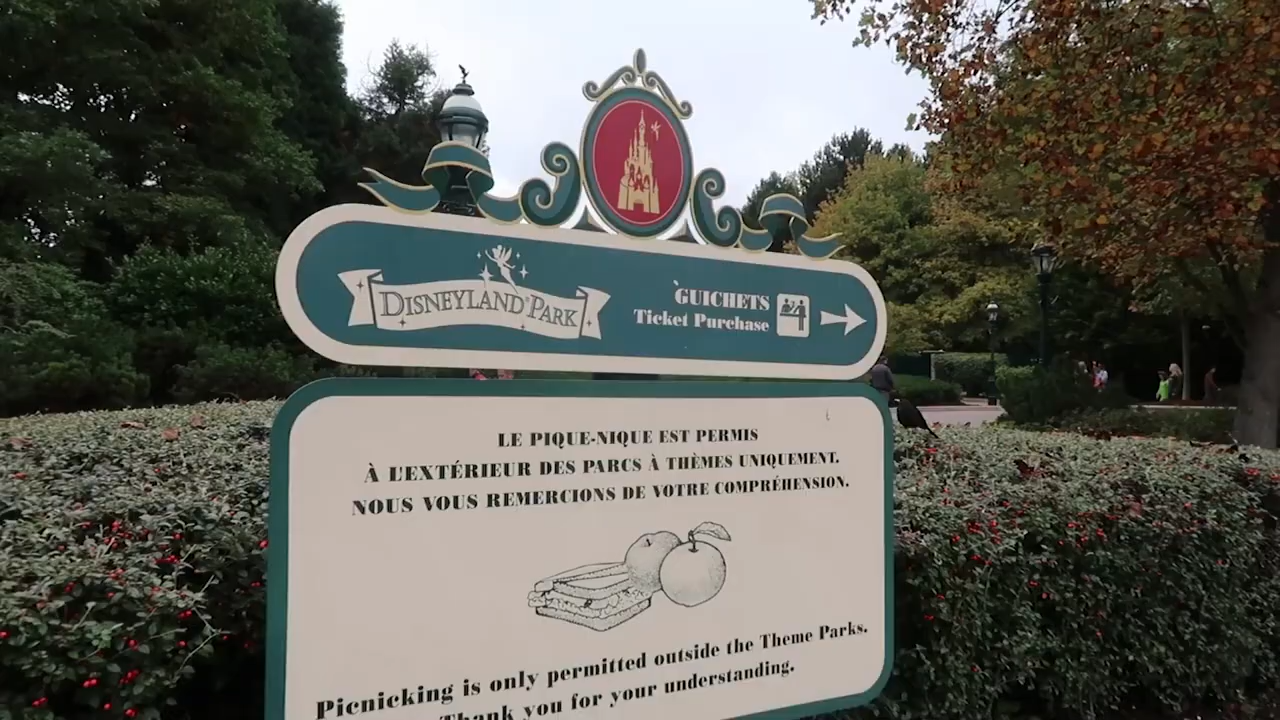 DISNEYLAND® PARK
GUICHETS
Ticket Purchase
LE PIQUE-NIQUE EST PERMIS
À L'EXTÉRIEUR DES PARCS À THÈMES UNIQUEMENT.
NOUS VOUS REMERCIONS DE VOTRE COMPRÉHENSION.
Picnicking is only permitted outside the Theme Parks.
Thank you for your understanding.